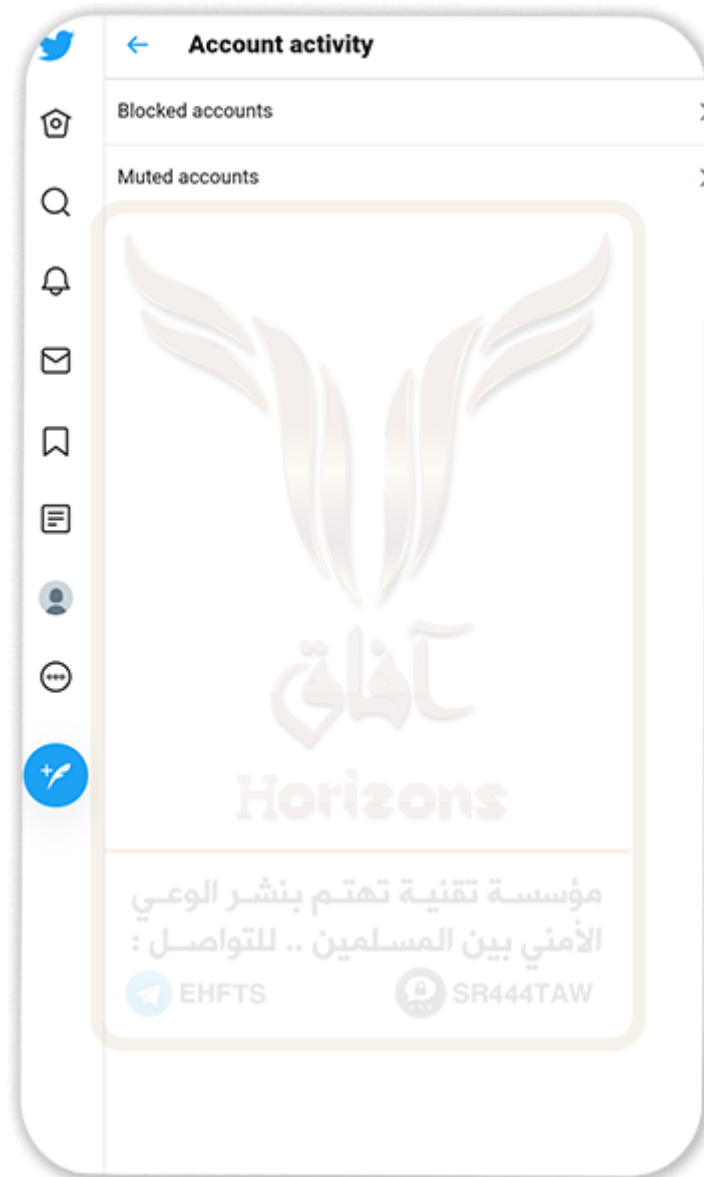 Account activity
Blocked accounts
Muted accounts
آفاق
Horizons
مؤسسة تقنية تهتم بنشر الوعي
الأمني بين المسلمين .. للتواصل :
EHFTS SR444TAW